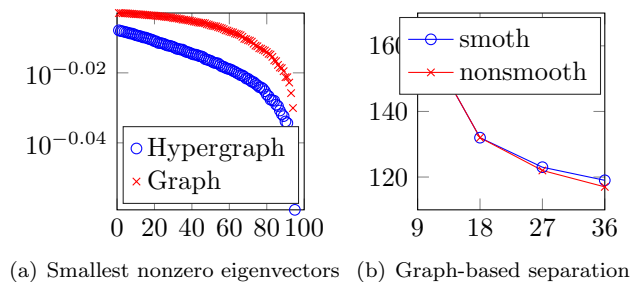 10^−0.02
10^−0.04
Hypergraph
Graph
0 20 40 60 80 100
(a) Smallest nonzero eigenvectors
smoth
nonsmooth
160
140
120
9 18 27 36
(b) Graph-based separation